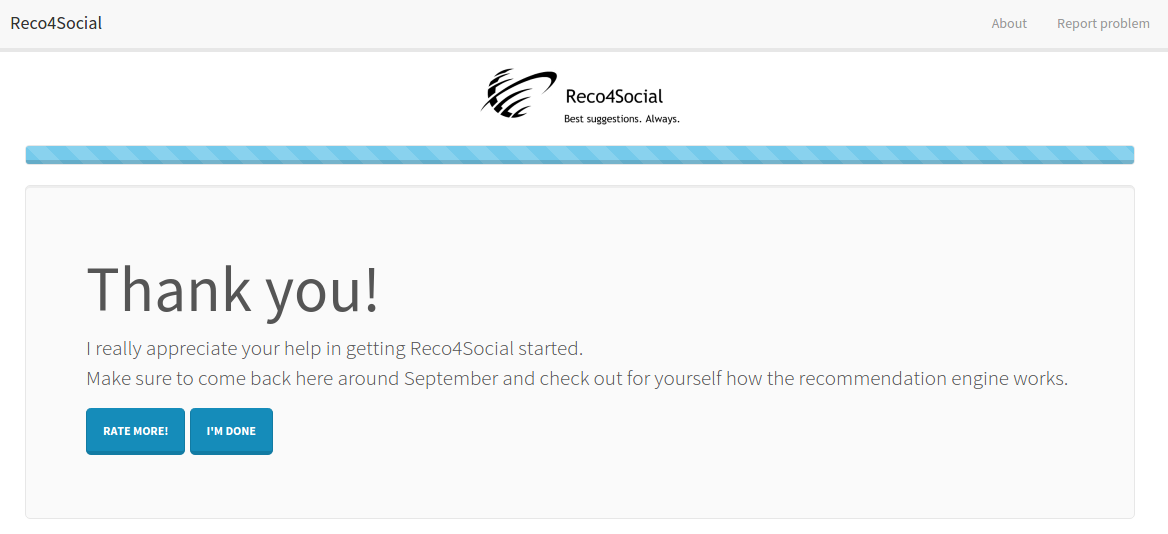 Reco4Social
About
Report problem
Reco4Social
Best suggestions. Always.
Thank you!
I really appreciate your help in getting Reco4Social started.
Make sure to come back here around September and check out for yourself how the recommendation engine works.
RATE MORE!
I'M DONE